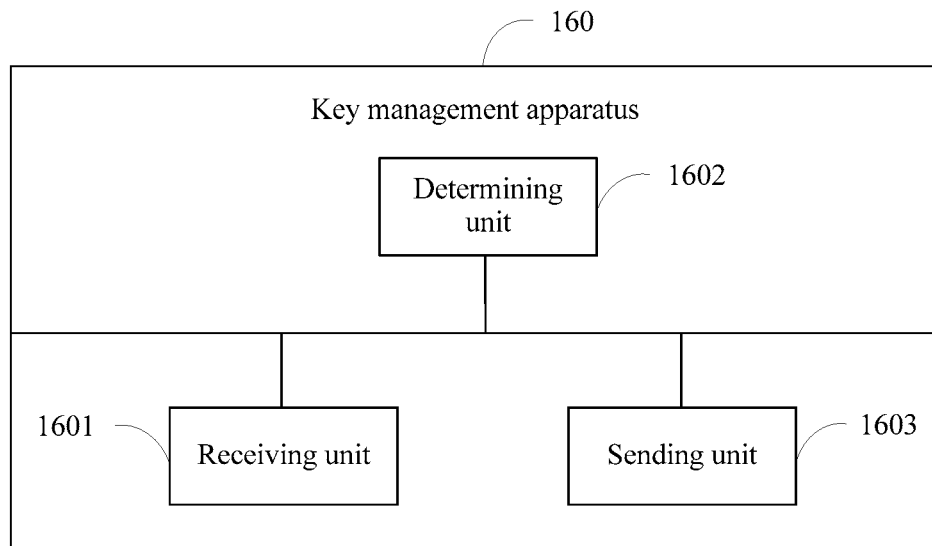 160
Key management apparatus
Determining
unit
1602
1601
Receiving unit
Sending unit
1603